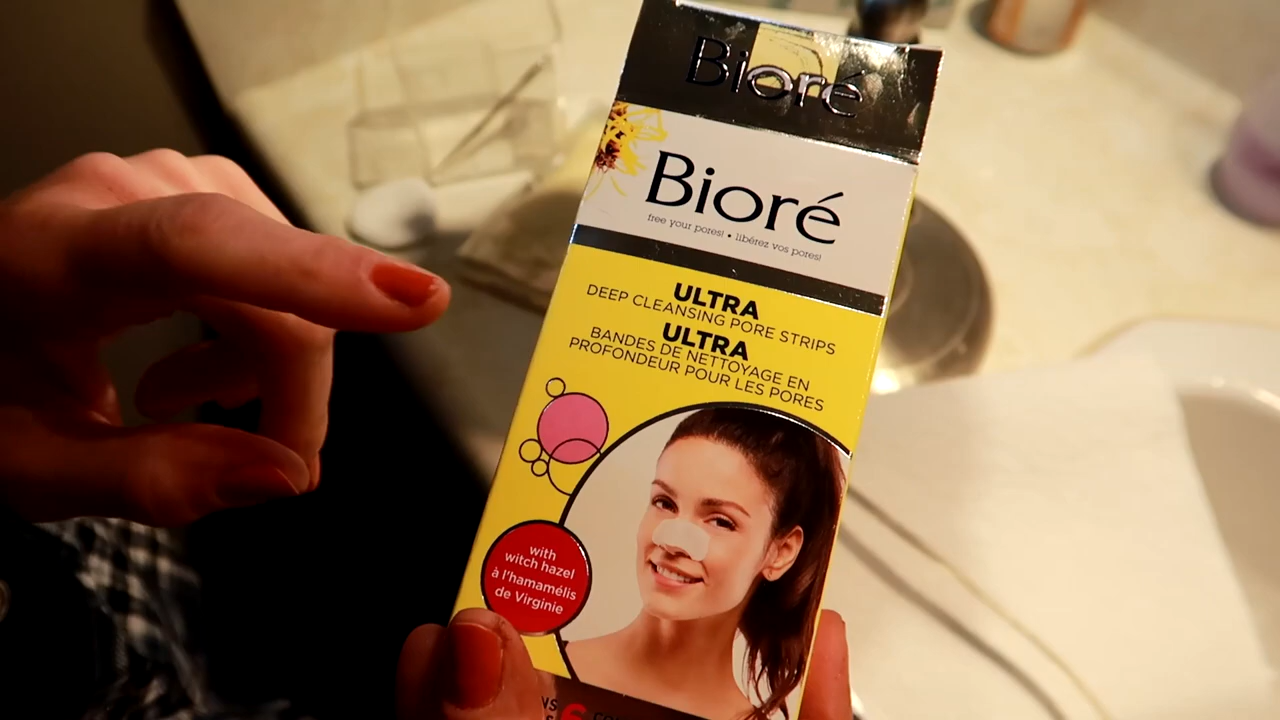 Bioré
Bioré
free your pores! • libérez vos pores!
ULTRA
DEEP CLEANSING PORE STRIPS
ULTRA
BANDES DE NETTOYAGE EN
PROFONDEUR POUR LES PORES
with
witch hazel
à l'hamamélis
de Virginie
6